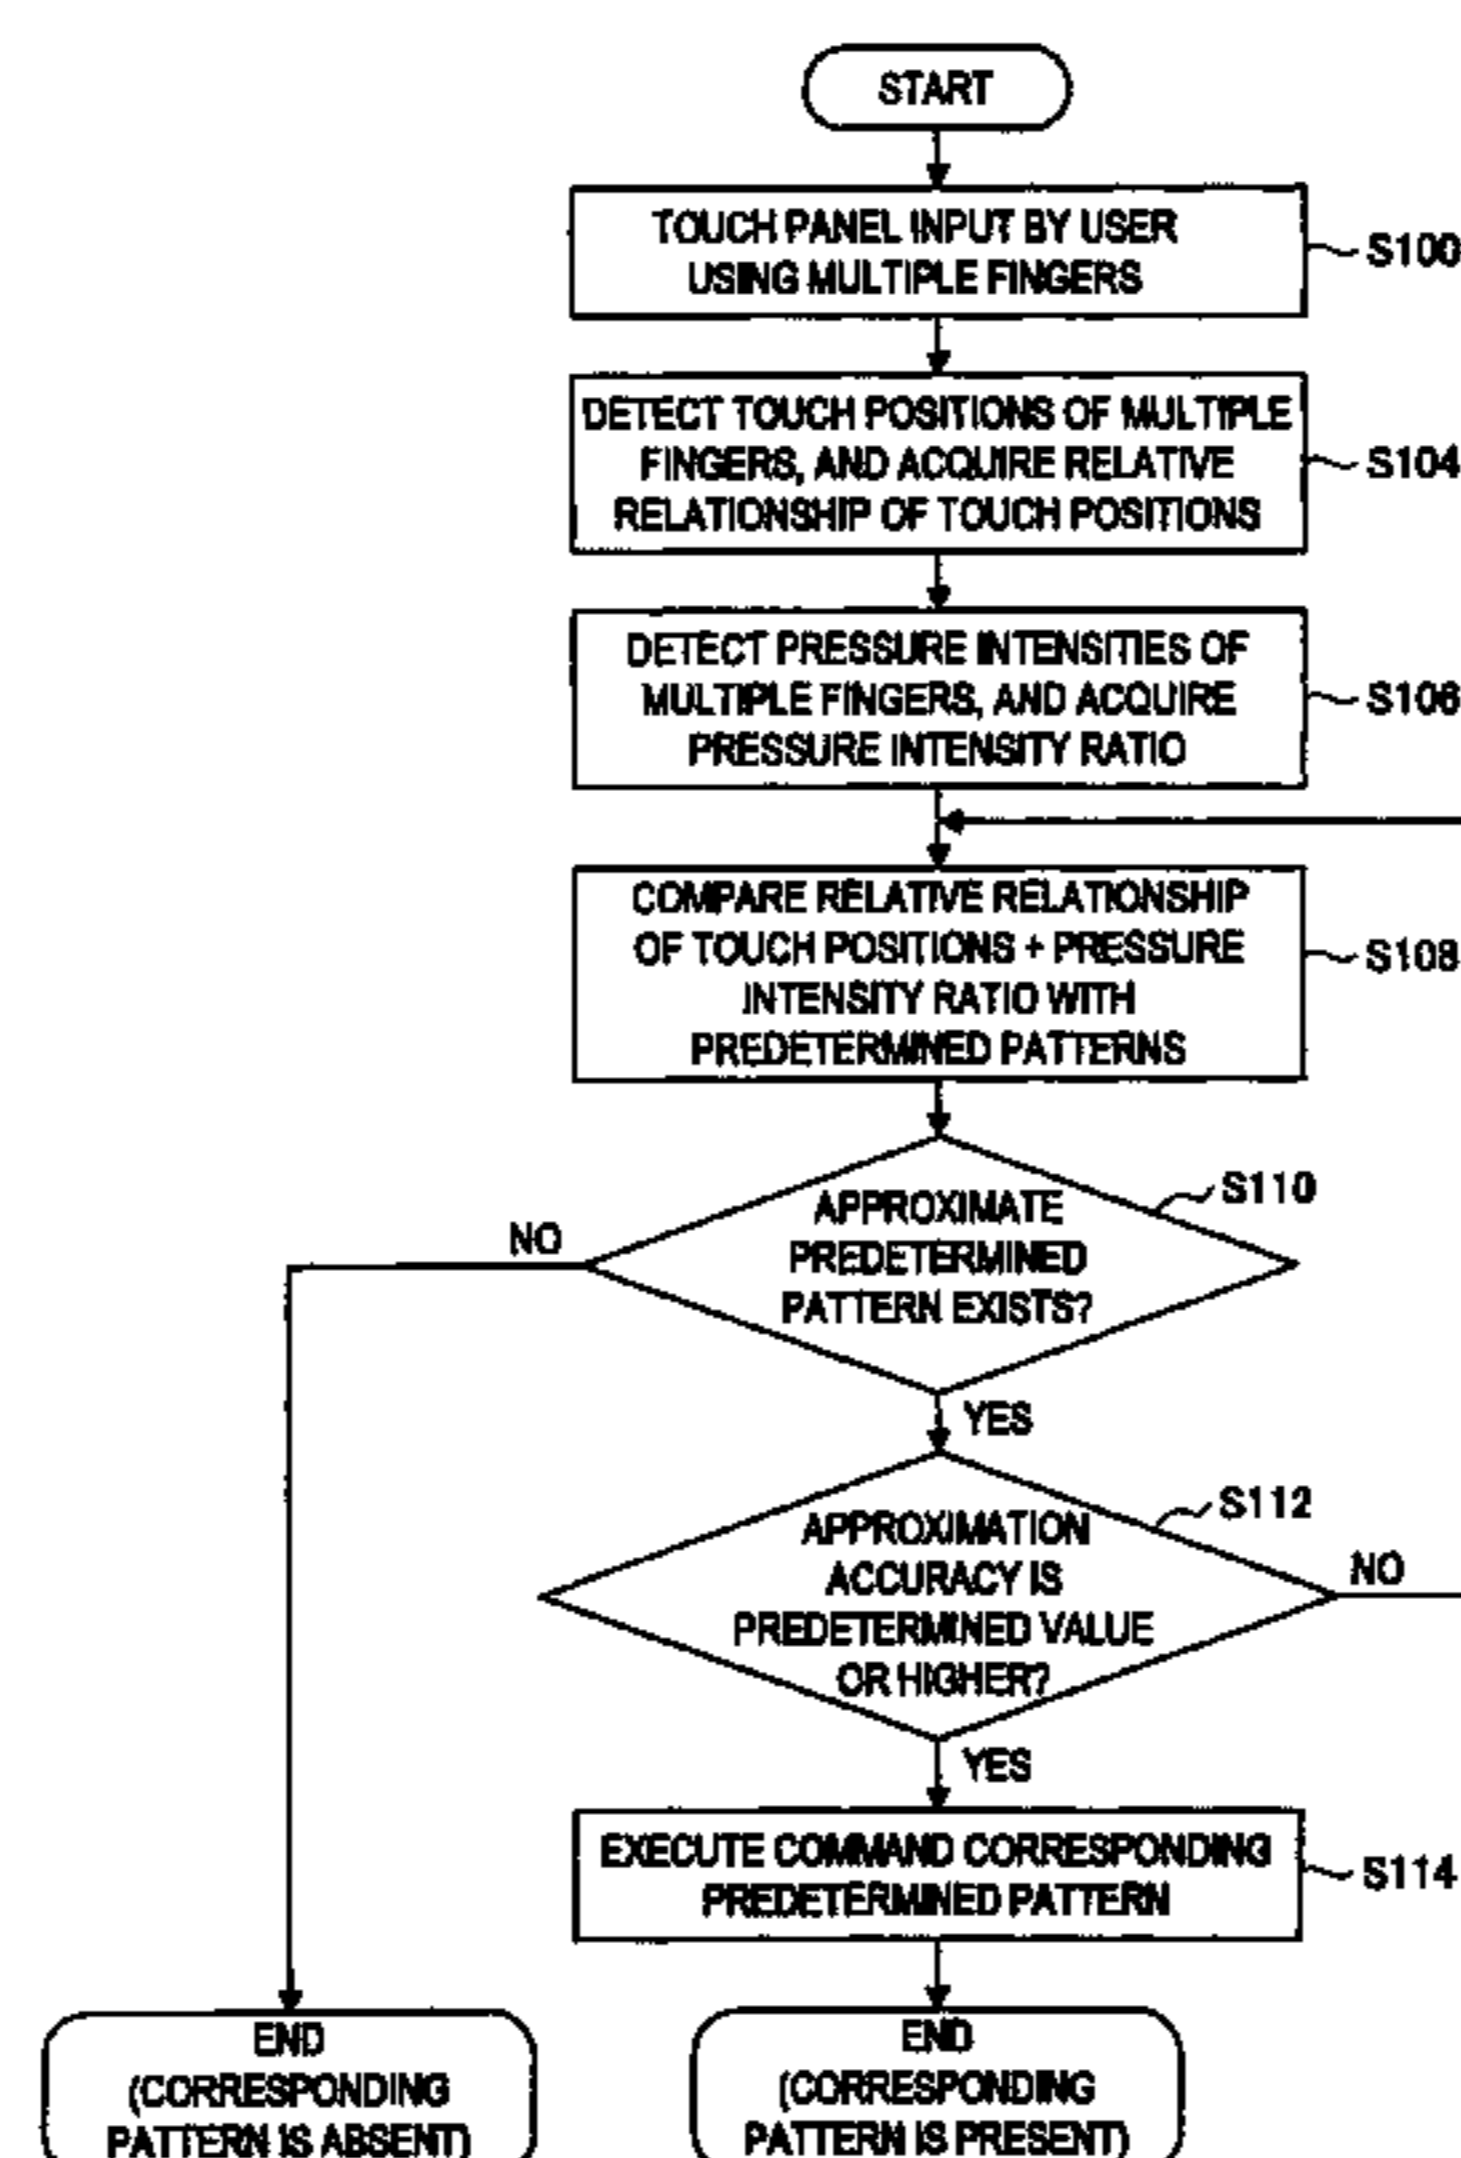 START
TOUCH PANEL INPUT BY USER
USING MULTIPLE FINGERS
S100
DETECT TOUCH POSITIONS OF MULTIPLE
FINGERS, AND ACQUIRE RELATIVE
RELATIONSHIP OF TOUCH POSITIONS
S104
DETECT PRESSURE INTENSITIES OF
MULTIPLE FINGERS, AND ACQUIRE
PRESSURE INTENSITY RATIO
S106
COMPARE RELATIVE RELATIONSHIP
OF TOUCH POSITIONS + PRESSURE
INTENSITY RATIO WITH
PREDETERMINED PATTERNS
S108
APPROXIMATE
PREDETERMINED
PATTERN EXISTS?
S110
NO
YES
APPROXIMATION
ACCURACY IS
PREDETERMINED VALUE
OR HIGHER?
S112
NO
YES
EXECUTE COMMAND CORRESPONDING
PREDETERMINED PATTERN
S114
END
(CORRESPONDING
PATTERN IS ABSENT)
END
(CORRESPONDING
PATTERN IS PRESENT)